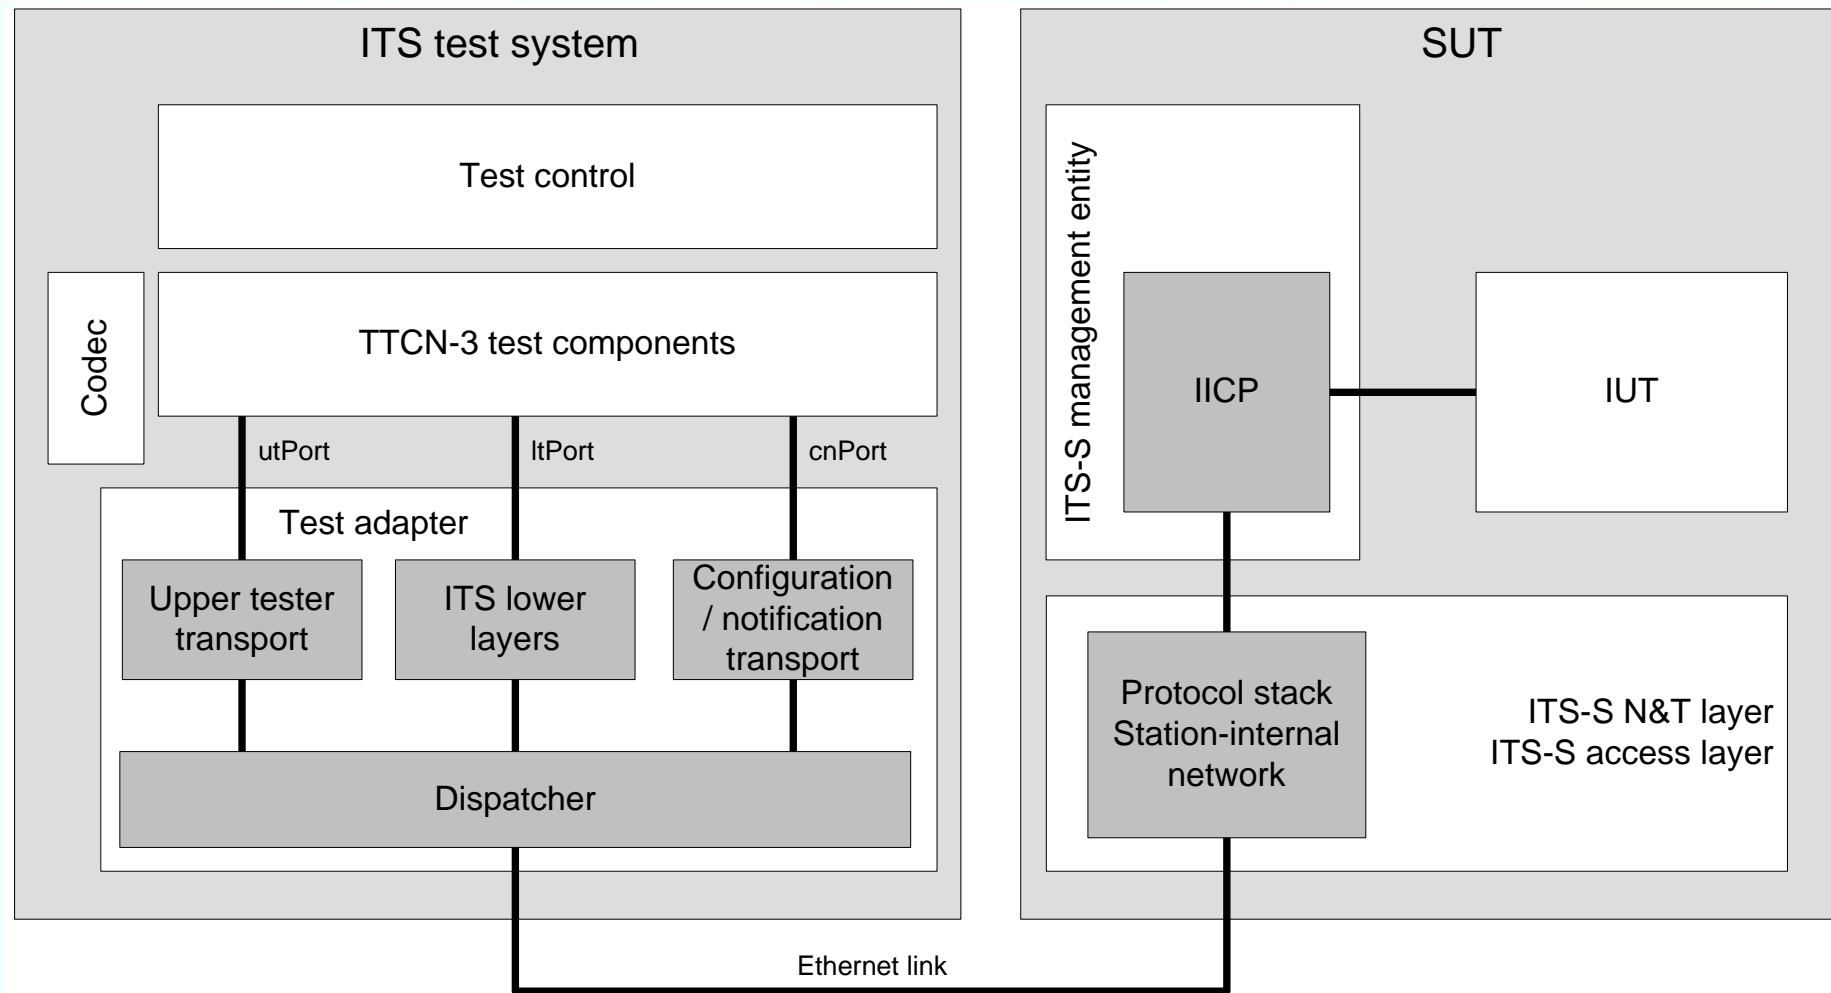 ITS test system
Test control
Codec
TTCN-3 test components
utPort
ltPort
cnPort
Test adapter
Upper tester
transport
ITS lower
layers
Configuration
/ notification
transport
Dispatcher
Ethernet link
SUT
ITS-S management entity
IICP
IUT
Protocol stack
Station-internal
network
ITS-S N&T layer
ITS-S access layer